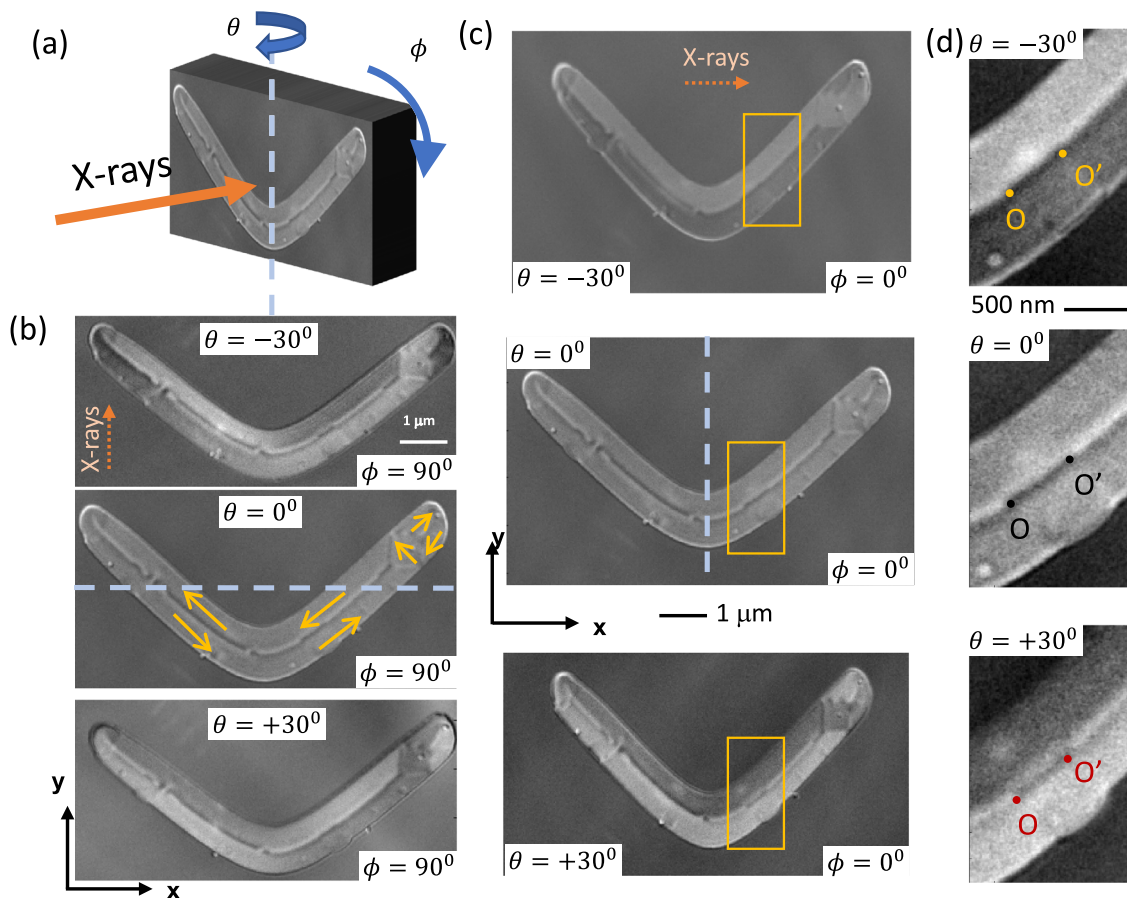 (a)
θ
ϕ
X-rays
(b)
θ = −30⁰
X-rays
1 μm
ϕ = 90⁰
θ = 0⁰
ϕ = 90⁰
θ = +30⁰
y
ϕ = 90⁰
x
(c)
X-rays
θ = −30⁰
ϕ = 0⁰
θ = 0⁰
y
ϕ = 0⁰
x
1 μm
θ = +30⁰
ϕ = 0⁰
(d)
θ = −30⁰
O'
O
500 nm
θ = 0⁰
O'
O
θ = +30⁰
O'
O